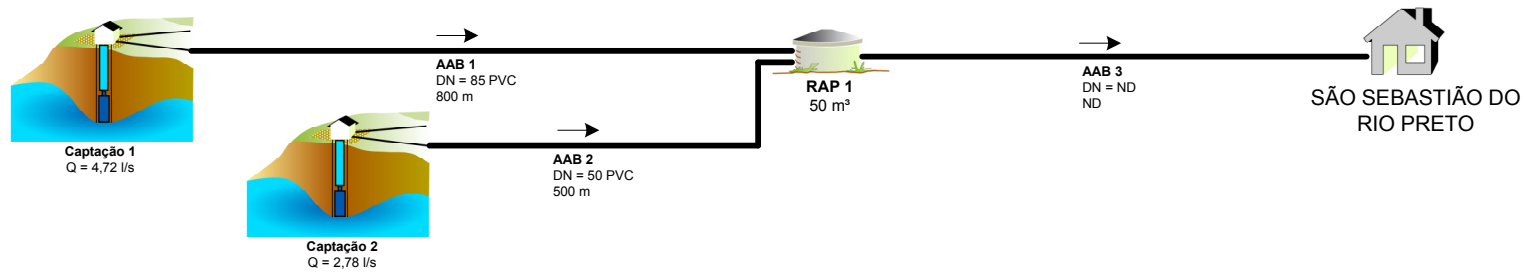 Captação 1
Q = 4,72 l/s
AAB 1
DN = 85 PVC
800 m
Captação 2
Q = 2,78 l/s
AAB 2
DN = 50 PVC
500 m
RAP 1
50 m³
AAB 3
DN = ND
ND
SÃO SEBASTIÃO DO
RIO PRETO